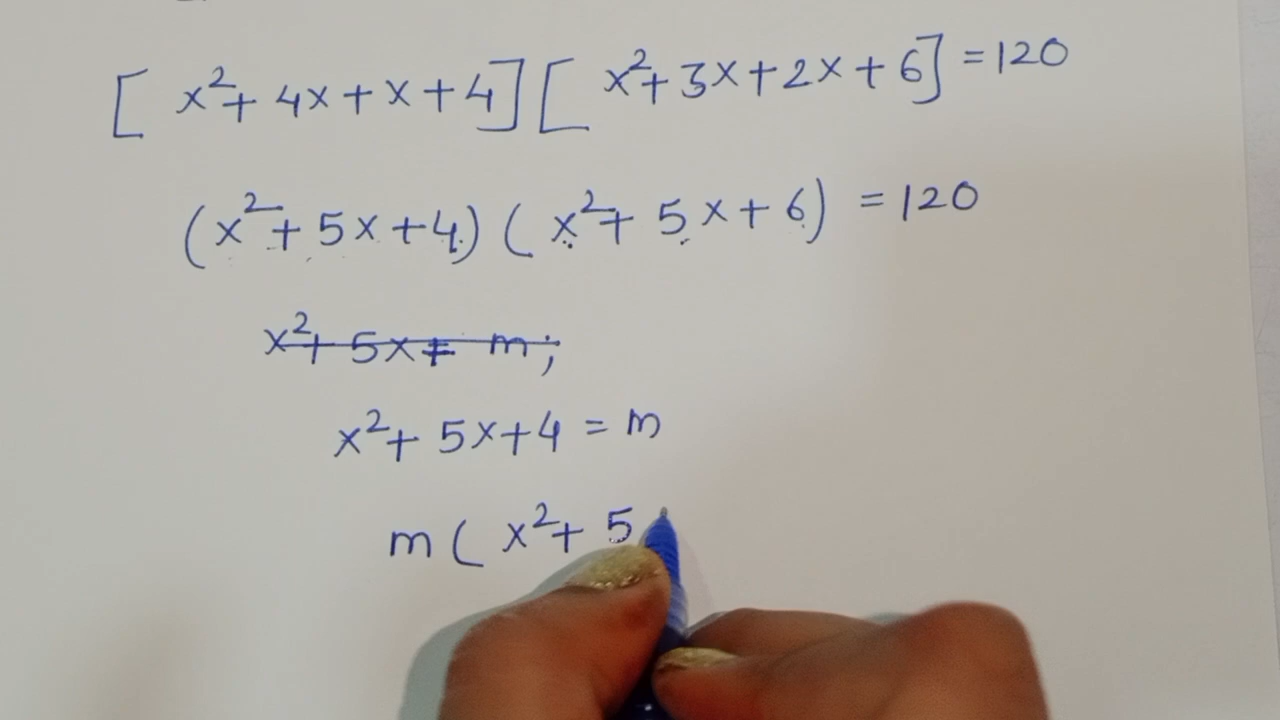 [ x²+ 4x + x + 4] [ x²+ 3x + 2x + 6] = 120
(x²+ 5x + 4) ( x²+ 5x + 6) = 120
x²+ 5x = m;
x²+ 5x + 4 = m
m ( x²+ 5